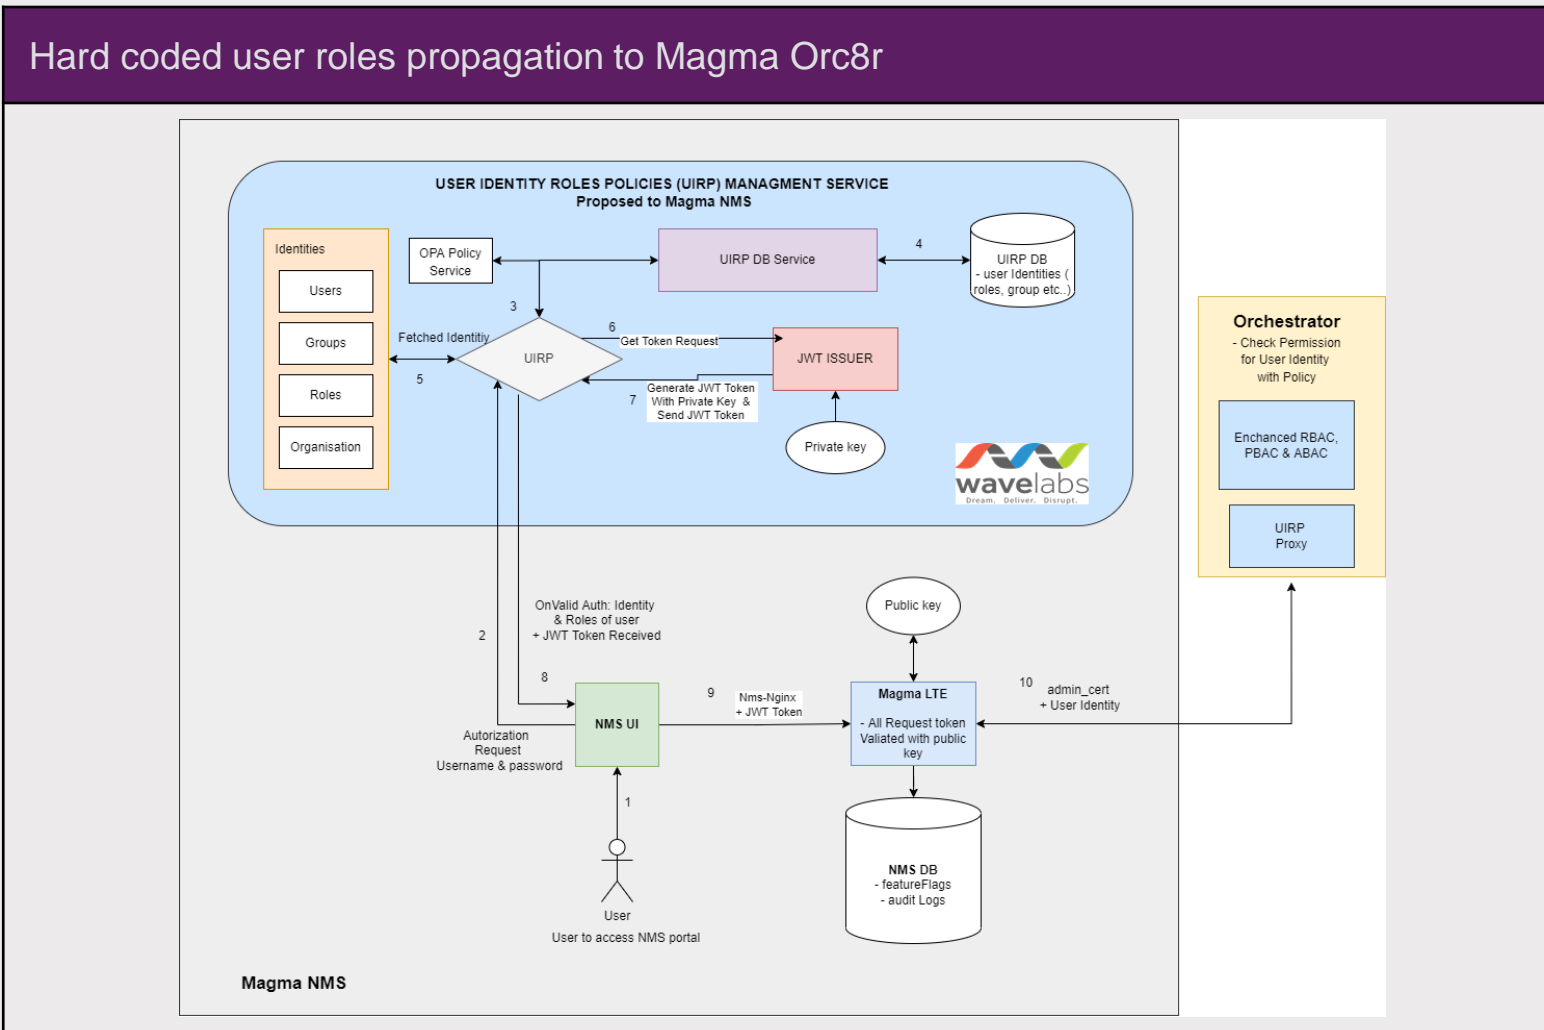 Hard coded user roles propagation to Magma Orc8r
USER IDENTITY ROLES POLICIES (UIRP) MANAGMENT SERVICE
Proposed to Magma NMS
Identities
Users
Groups
Roles
Organisation
OPA Policy
Service
UIRP DB Service
4
UIRP DB
- user Identities (
roles, group etc..)
3
Fetched Identitiy
5
UIRP
6
Get Token Request
JWT ISSUER
7
Generate JWT Token
With Private Key &
Send JWT Token
Private key
wavelabs
Dream. Deliver. Disrupt.
Orchestrator
- Check Permission
for User Identity
with Policy
Enchanced RBAC,
PBAC & ABAC
UIRP
Proxy
2
OnValid Auth: Identity
& Roles of user
+ JWT Token Received
8
Autorization
Request
Username & password
NMS UI
9
Nms-Nginx
+ JWT Token
Public key
Magma LTE
- All Request token
Valiated with public
key
10
admin_cert
+ User Identity
1
User
User to access NMS portal
NMS DB
- featureFlags
- audit Logs
Magma NMS